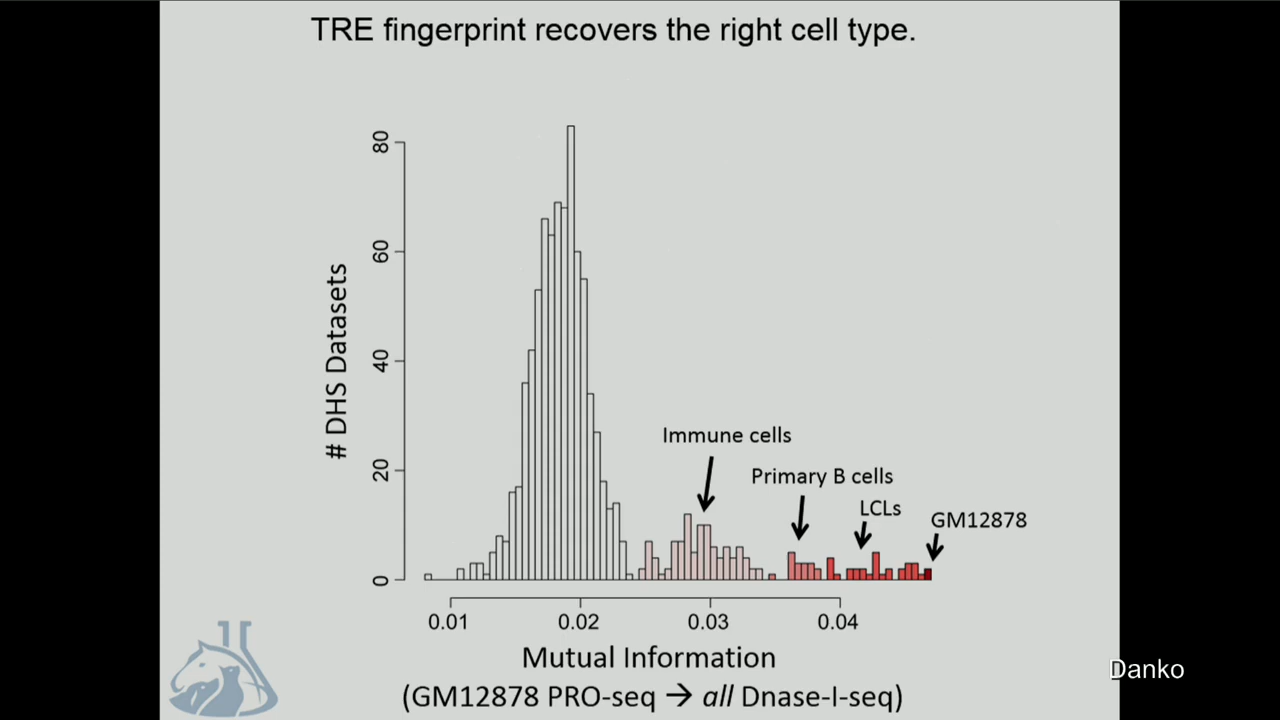 TRE fingerprint recovers the right cell type.
80
60
40
20
0
# DHS Datasets
Immune cells
Primary B cells
LCLs
GM12878
0.01 0.02 0.03 0.04
Mutual Information
(GM12878 PRO-seq → all Dnase-I-seq)
Danko